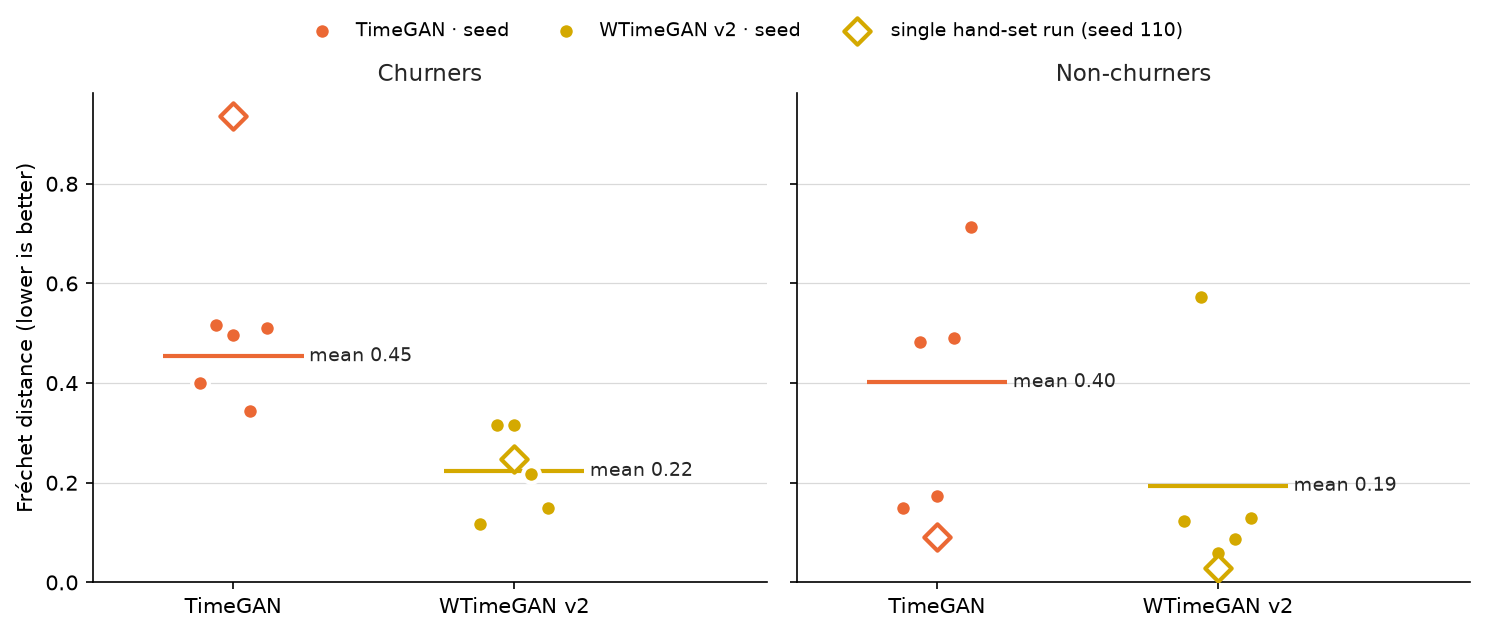 TimeGAN · seed
WTimeGAN v2 · seed
single hand-set run (seed 110)
Churners
Non-churners
Fréchet distance (lower is better)
0.8
0.6
0.4
0.2
0.0
mean 0.45
mean 0.22
mean 0.40
mean 0.19
TimeGAN
WTimeGAN v2
TimeGAN
WTimeGAN v2